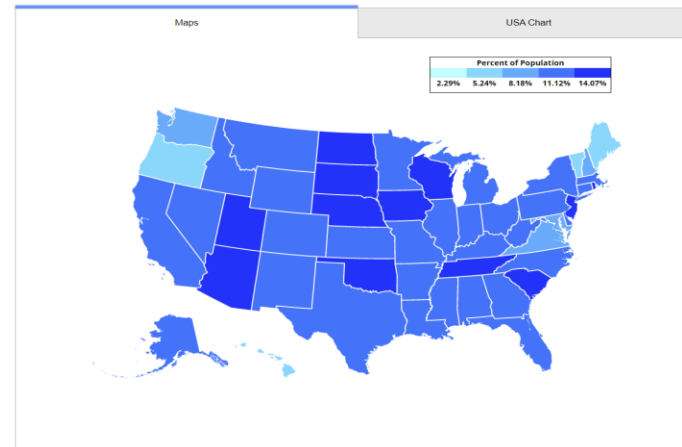 Maps
USA Chart
Percent of Population
2.29% 5.24% 8.18% 11.12% 14.07%